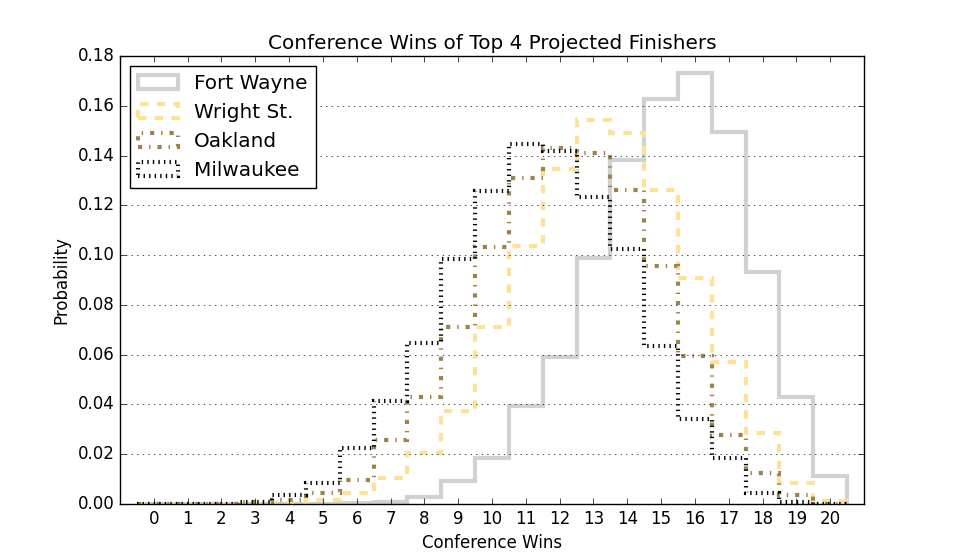 Conference Wins of Top 4 Projected Finishers
0.18
0.16
0.14
0.12
0.10
0.08
0.06
0.04
0.02
0.00
Probability
Fort Wayne
Wright St.
Oakland
Milwaukee
0 1 2 3 4 5 6 7 8 9 10 11 12 13 14 15 16 17 18 19 20
Conference Wins